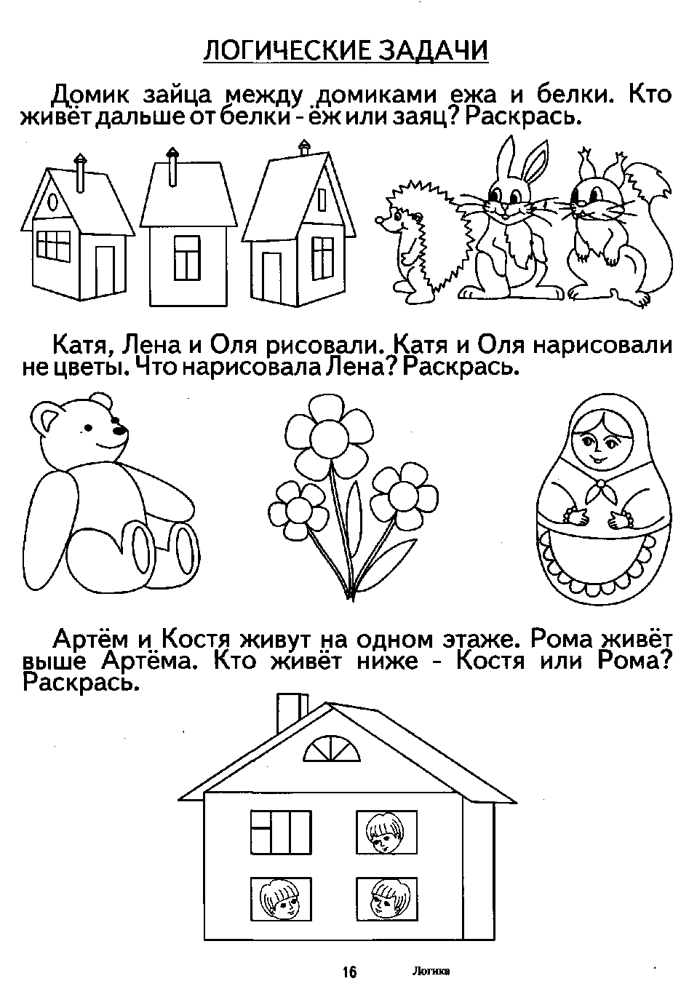 ЛОГИЧЕСКИЕ ЗАДАЧИ
Домик зайца между домиками ежа и белки. Кто
живёт дальше от белки - ёж или заяц? Раскрась.
Катя, Лена и Оля рисовали. Катя и Оля нарисовали
не цветы. Что нарисовала Лена? Раскрась.
Артём и Костя живут на одном этаже. Рома живёт
выше Артёма. Кто живёт ниже - Костя или Рома?
Раскрась.
16 Логика